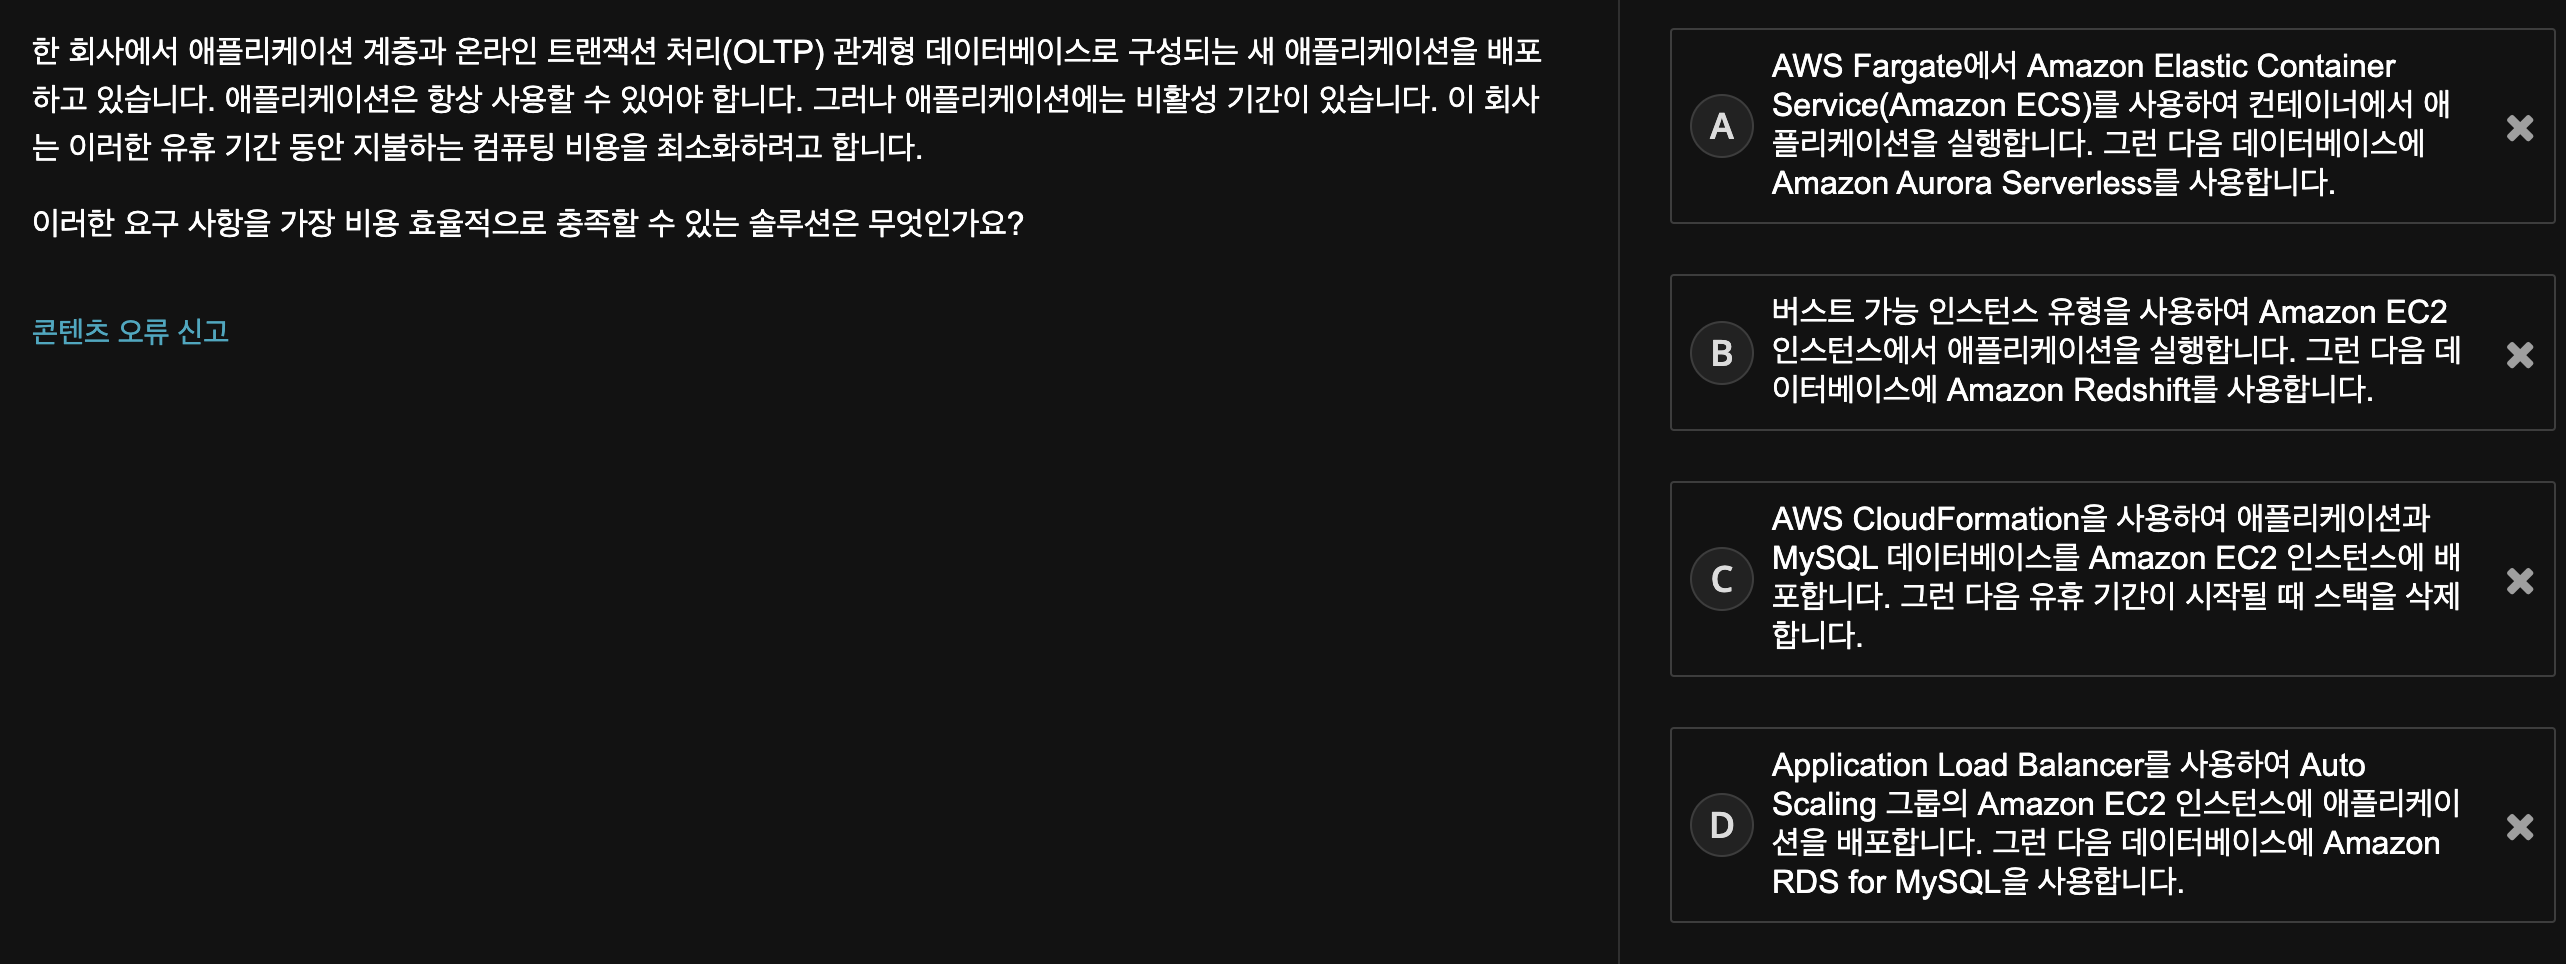 한 회사에서 애플리케이션 계층과 온라인 트랜잭션 처리(OLTP) 관계형 데이터베이스로 구성되는 새 애플리케이션을 배포
하고 있습니다. 애플리케이션은 항상 사용할 수 있어야 합니다. 그러나 애플리케이션에는 비활성 기간이 있습니다. 이 회사
는 이러한 유휴 기간 동안 지불하는 컴퓨팅 비용을 최소화하려고 합니다.
이러한 요구 사항을 가장 비용 효율적으로 충족할 수 있는 솔루션은 무엇인가요?
콘텐츠 오류 신고
A
AWS Fargate에서 Amazon Elastic Container
Service(Amazon ECS)를 사용하여 컨테이너에서 애
플리케이션을 실행합니다. 그런 다음 데이터베이스에
Amazon Aurora Serverless를 사용합니다.
B
버스트 가능 인스턴스 유형을 사용하여 Amazon EC2
인스턴스에서 애플리케이션을 실행합니다. 그런 다음 데
이터베이스에 Amazon Redshift를 사용합니다.
C
AWS CloudFormation을 사용하여 애플리케이션과
MySQL 데이터베이스를 Amazon EC2 인스턴스에 배
포합니다. 그런 다음 유휴 기간이 시작될 때 스택을 삭제
합니다.
D
Application Load Balancer를 사용하여 Auto
Scaling 그룹의 Amazon EC2 인스턴스에 애플리케이
션을 배포합니다. 그런 다음 데이터베이스에 Amazon
RDS for MySQL을 사용합니다.